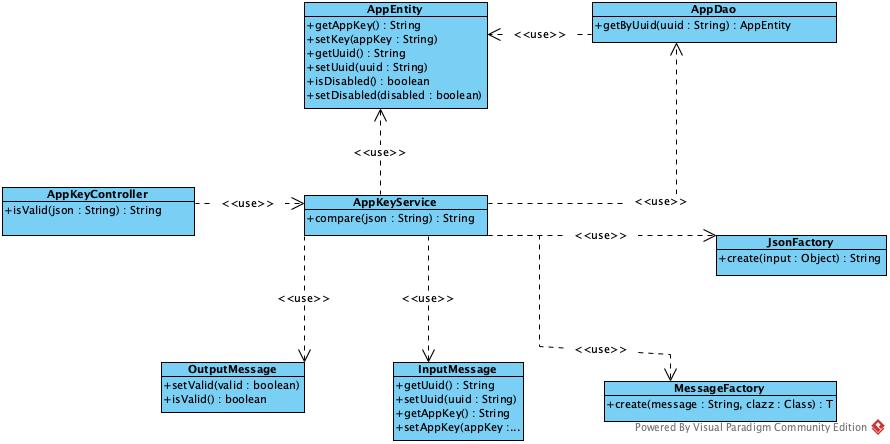 AppEntity
+getAppKey() : String
+setKey(appKey : String)
+getUuid() : String
+setUuid(uuid : String)
+isDisabled() : boolean
+setDisabled(disabled : boolean)
<<use>>
AppDao
+getByUuid(uuid : String) : AppEntity
<<use>>
AppKeyController
+isValid(json : String) : String
<<use>>
AppKeyService
+compare(json : String) : String
<<use>>
<<use>>
JsonFactory
+create(input : Object) : String
<<use>>
<<use>>
<<use>>
OutputMessage
+setValid(valid : boolean)
+isValid() : boolean
InputMessage
+getUuid() : String
+setUuid(uuid : String)
+getAppKey() : String
+setAppKey(appKey :...
MessageFactory
+create(message : String, clazz : Class) : T
Powered By Visual Paradigm Community Edition